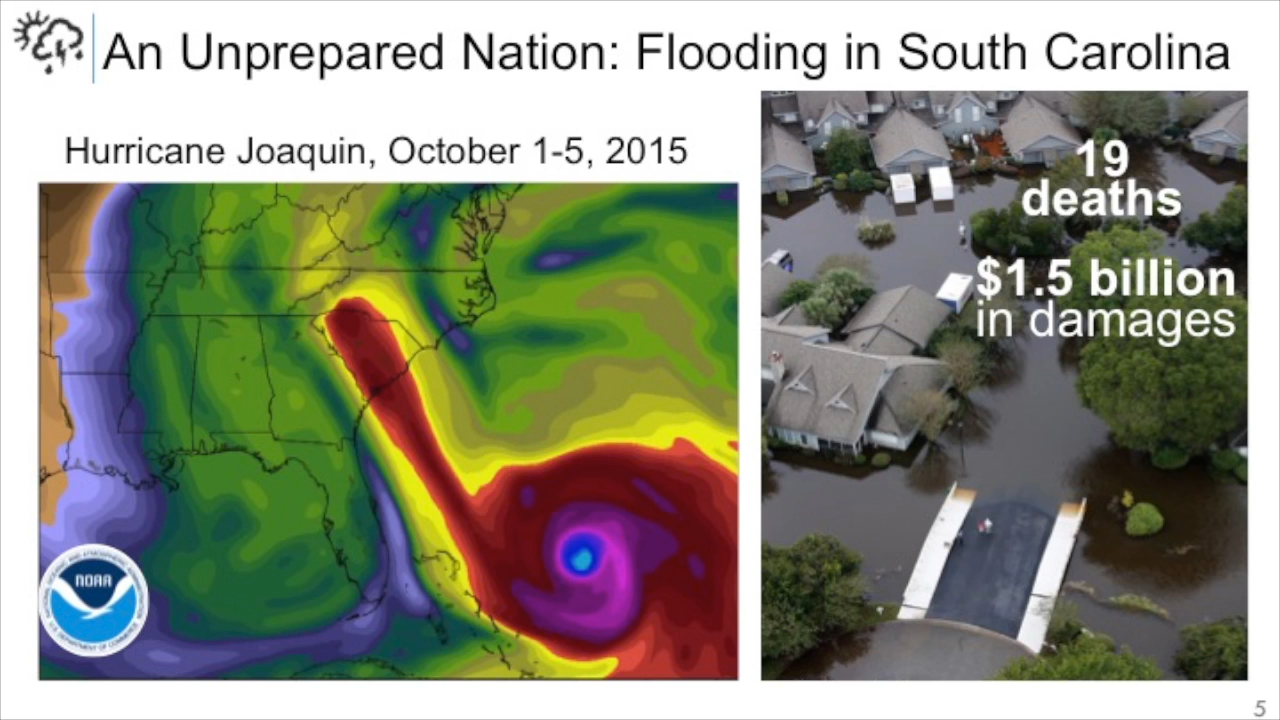 An Unprepared Nation: Flooding in South Carolina
Hurricane Joaquin, October 1-5, 2015
19
deaths
$1.5 billion
in damages
NOAA
5